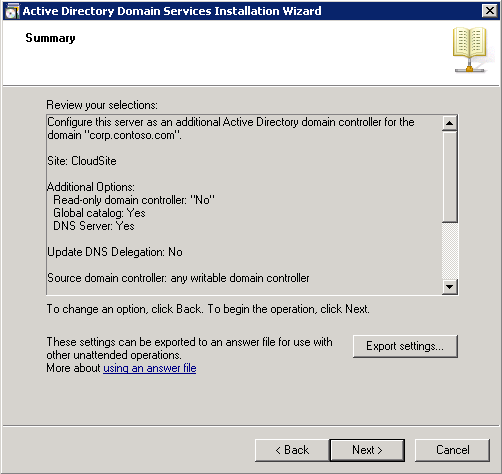 Active Directory Domain Services Installation Wizard
Summary
Review your selections:
Configure this server as an additional Active Directory domain controller for the
domain "corp.contoso.com".
Site: CloudSite
Additional Options:
Read-only domain controller: "No"
Global catalog: Yes
DNS Server: Yes
Update DNS Delegation: No
Source domain controller: any writable domain controller
To change an option, click Back. To begin the operation, click Next.
These settings can be exported to an answer file for use with
other unattended operations.
More about using an answer file
Export settings...
< Back
Next >
Cancel